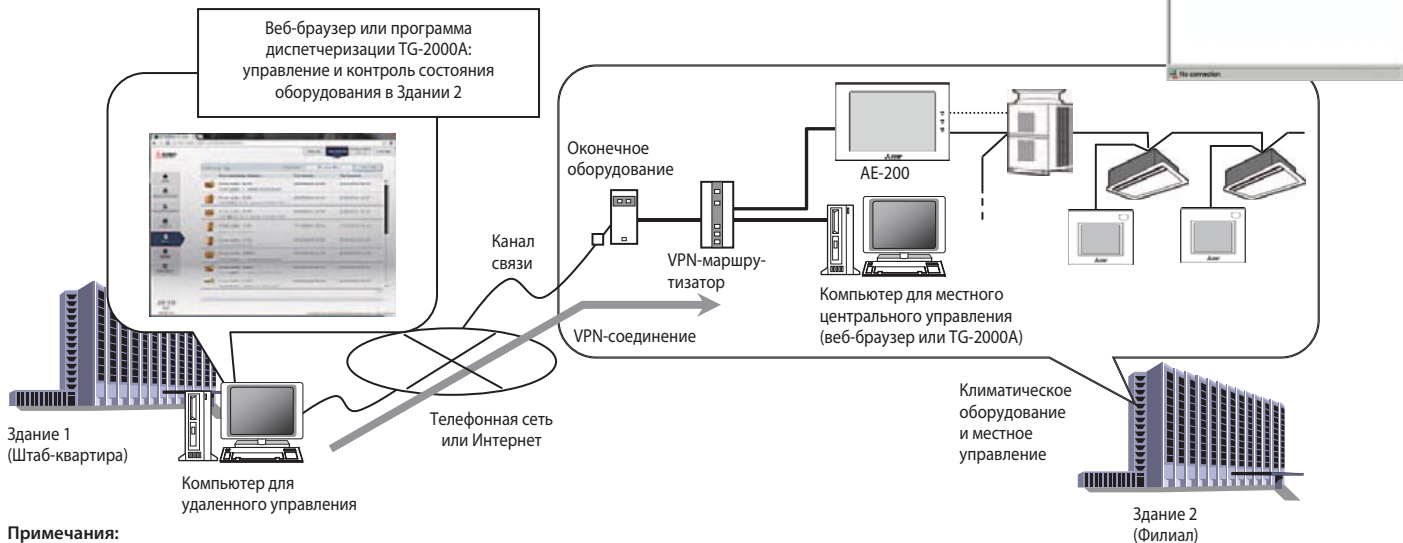 Веб-браузер или программа
диспетчеризации TG-2000A:
управление и контроль состояния
оборудования в Здании 2
No connection
Оконечное
оборудование
AE-200
Канал
связи
VPN-маршру-
тизатор
Компьютер для местного
центрального управления
(веб-браузер или TG-2000A)
VPN-соединение
Климатическое
оборудование
и местное
управление
Телефонная сеть
или Интернет
Здание 1
(Штаб-квартира)
Компьютер для
удаленного управления
Здание 2
(Филиал)
Примечания: